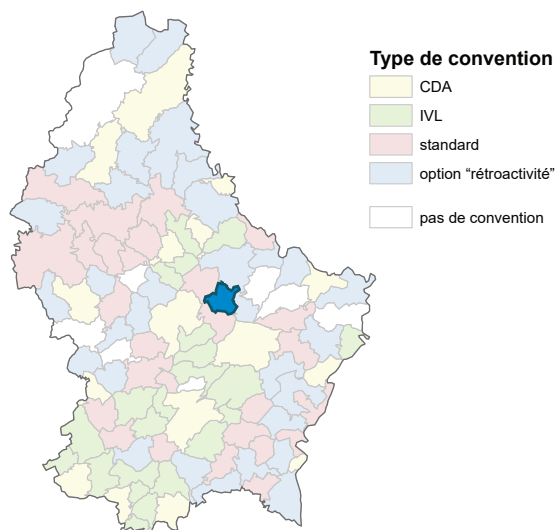 Type de convention
CDA
IVL
standard
option “rétroactivité”
pas de convention